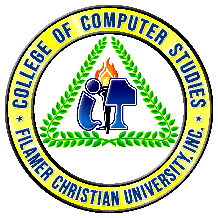 COLLEGE OF COMPUTER STUDIES
FILAMER CHRISTIAN UNIVERSITY, INC.